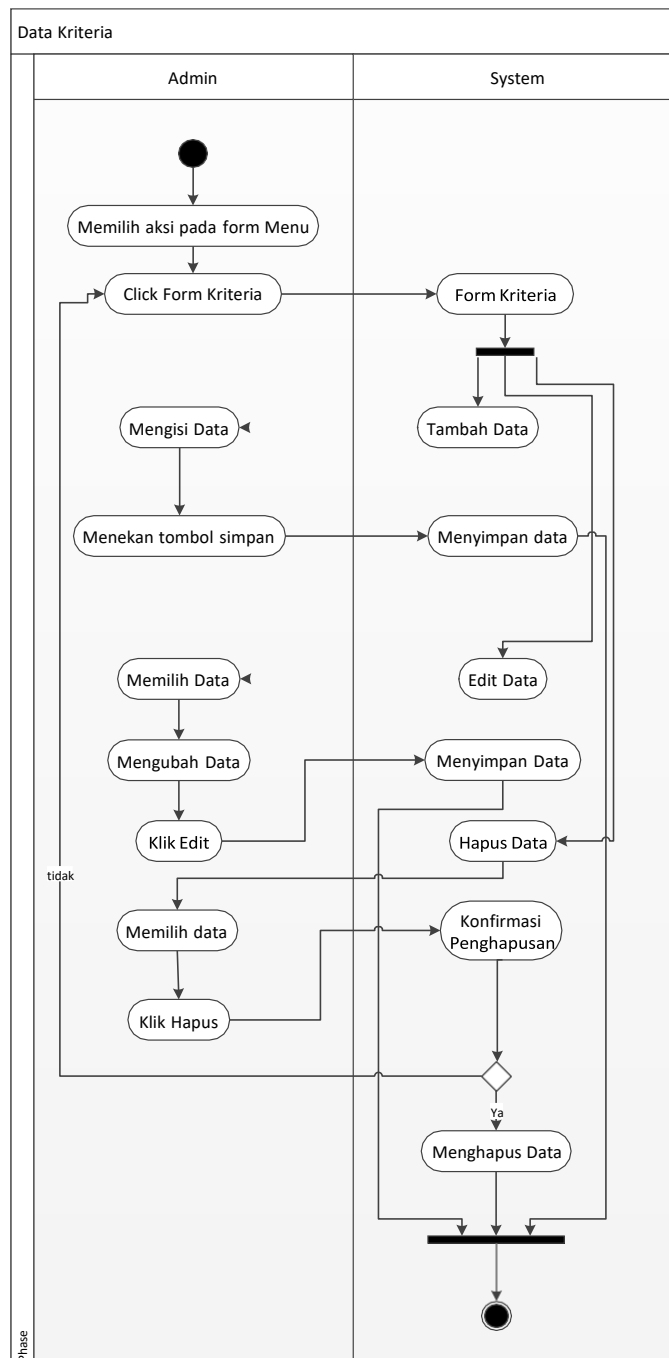 Data Kriteria
Admin
System
Memilih aksi pada form Menu
Click Form Kriteria
Form Kriteria
Mengisi Data
Tambah Data
Menekan tombol simpan
Menyimpan data
Memilih Data
Edit Data
Mengubah Data
Menyimpan Data
Klik Edit
Hapus Data
tidak
Memilih data
Konfirmasi
Penghapusan
Klik Hapus
Ya
Menghapus Data
Phase